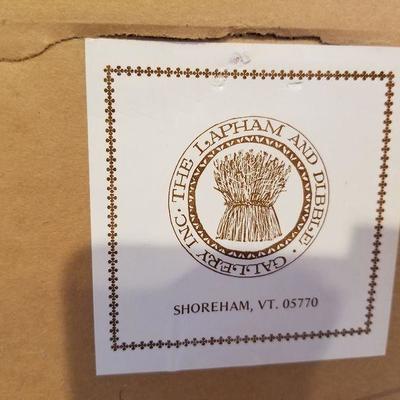 THE LAPHAM AND DIBBLE · GALLERY INC ·
SHOREHAM, VT. 05770